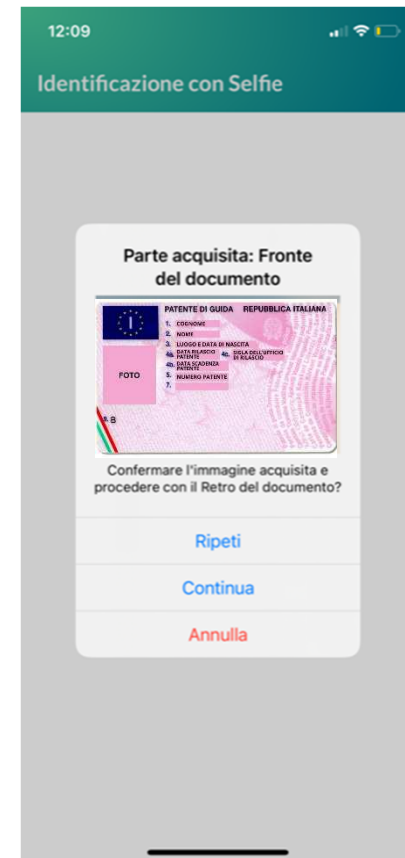 12:09
Identificazione con Selfie
Parte acquisita: Fronte
del documento
PATENTE DI GUIDA REPUBBLICA ITALIANA
I
1. COGNOME
2. NOME
3. LUOGO E DATA DI NASCITA
4a. DATA RILASCIO PATENTE 4c. SIGLA DELL'UFFICIO DI RILASCIO
4b. DATA SCADENZA PATENTE
5. NUMERO PATENTE
7.
FOTO
9. B
Confermare l'immagine acquisita e
procedere con il Retro del documento?
Ripeti
Continua
Annulla